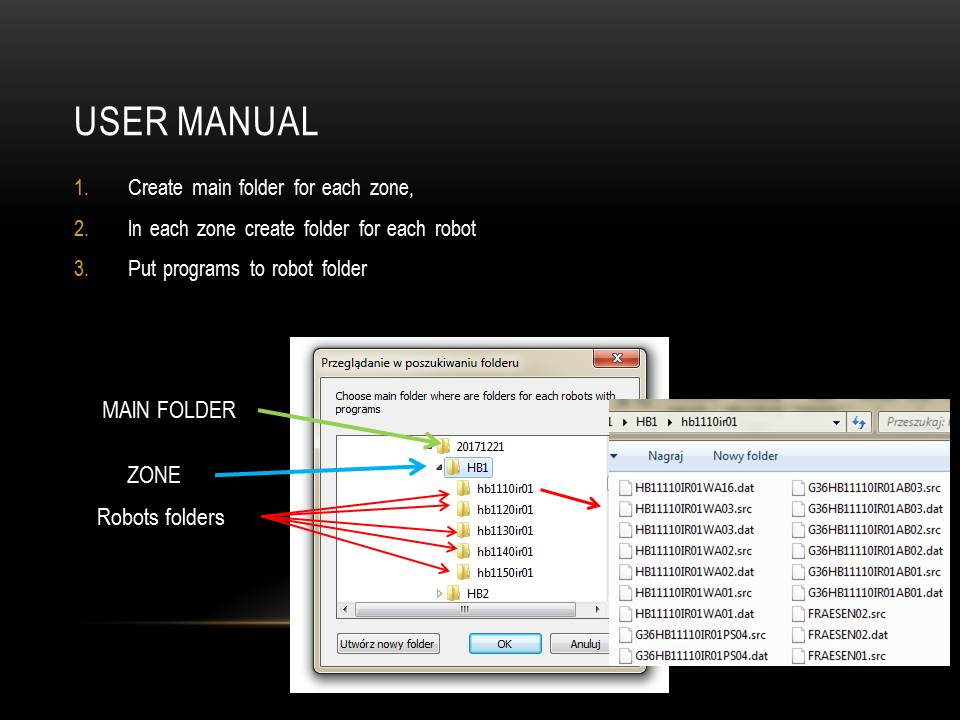 USER MANUAL
1. Create main folder for each zone,
2. In each zone create folder for each robot
3. Put programs to robot folder
MAIN FOLDER
ZONE
Robots folders
Przeglądanie w poszukiwaniu folderu
Choose main folder where are folders for each robots with
programs
20171221
HB1
hb1110ir01
hb1120ir01
hb1130ir01
hb1140ir01
hb1150ir01
HB2
Utwórz nowy folder
OK
Anuluj
HB1 hb1110ir01
Przeszukaj:
Nagraj Nowy folder
HB11110IR01WA16.dat G36HB11110IR01AB03.src
HB11110IR01WA03.src G36HB11110IR01AB03.dat
HB11110IR01WA03.dat G36HB11110IR01AB02.src
HB11110IR01WA02.src G36HB11110IR01AB02.dat
HB11110IR01WA02.dat G36HB11110IR01AB01.src
HB11110IR01WA01.src G36HB11110IR01AB01.dat
HB11110IR01WA01.dat FRAESEN02.src
G36HB11110IR01PS04.src FRAESEN02.dat
G36HB11110IR01PS04.dat FRAESEN01.src